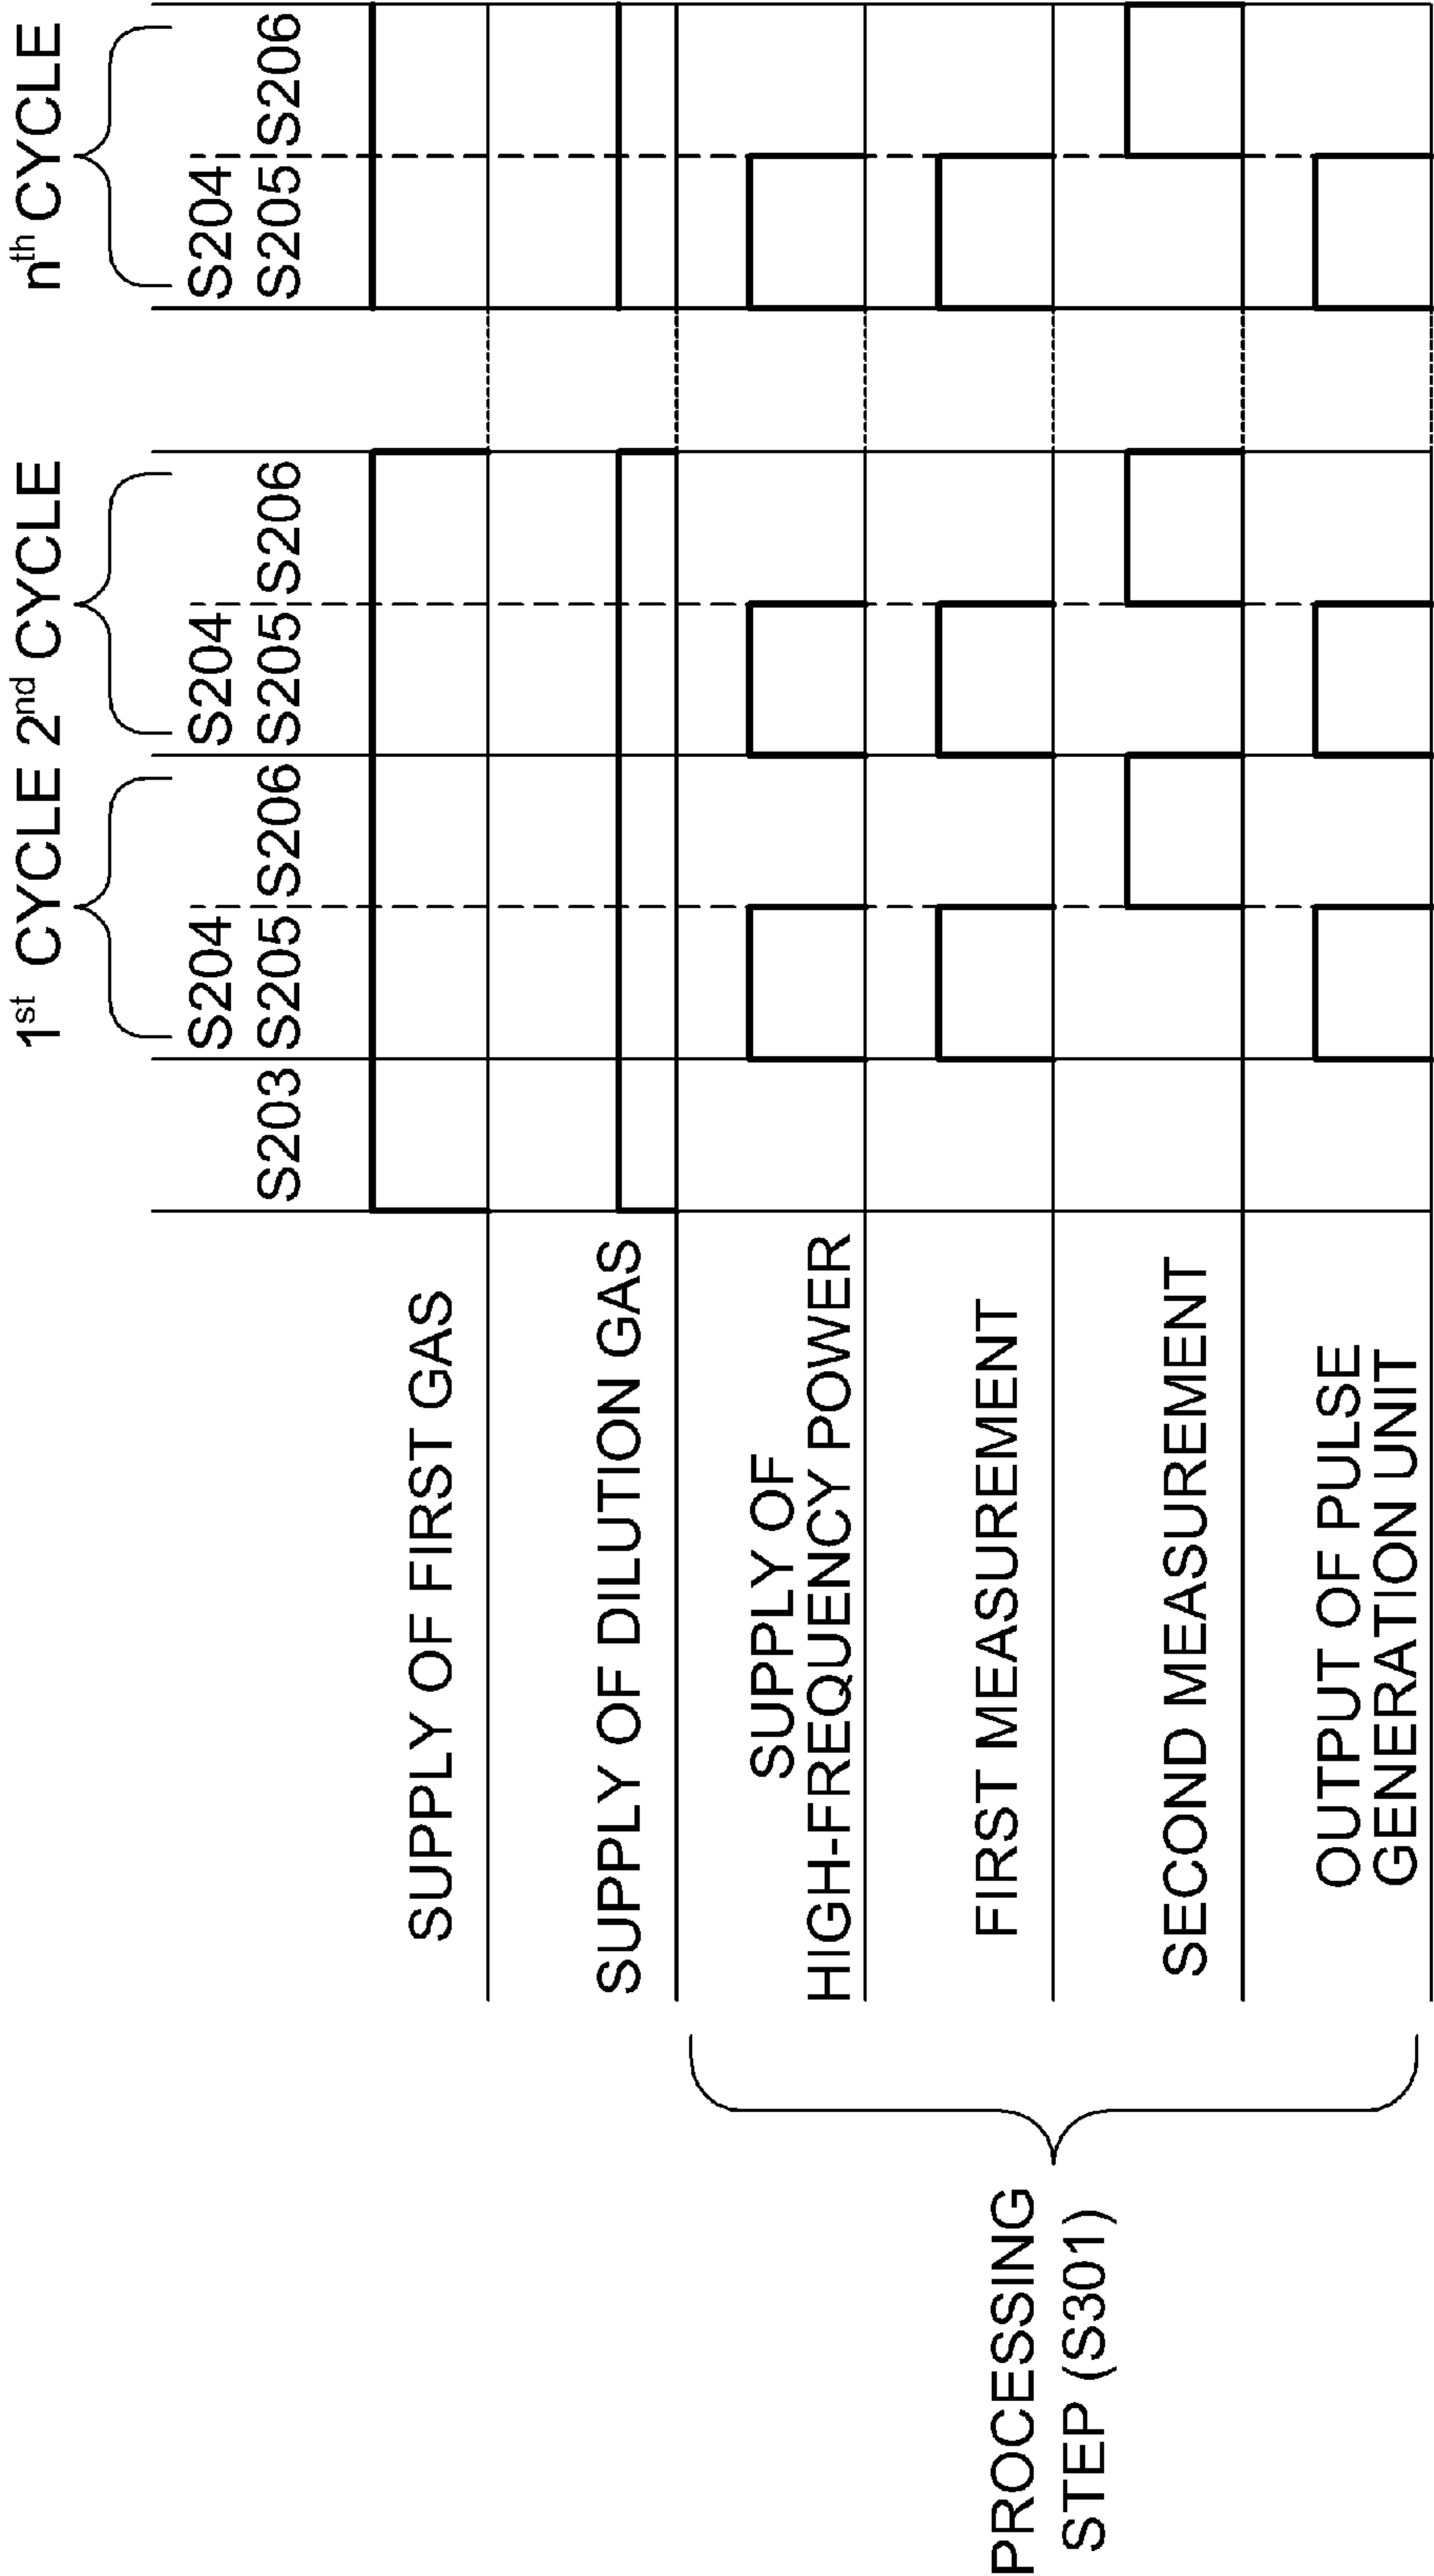 1st CYCLE 2nd CYCLE nth CYCLE
S204 S204 S204
S203 S205 S206 S205 S206 S205 S206
SUPPLY OF FIRST GAS
SUPPLY OF DILUTION GAS
SUPPLY OF
HIGH-FREQUENCY POWER
FIRST MEASUREMENT
SECOND MEASUREMENT
OUTPUT OF PULSE
GENERATION UNIT
PROCESSING
STEP (S301)